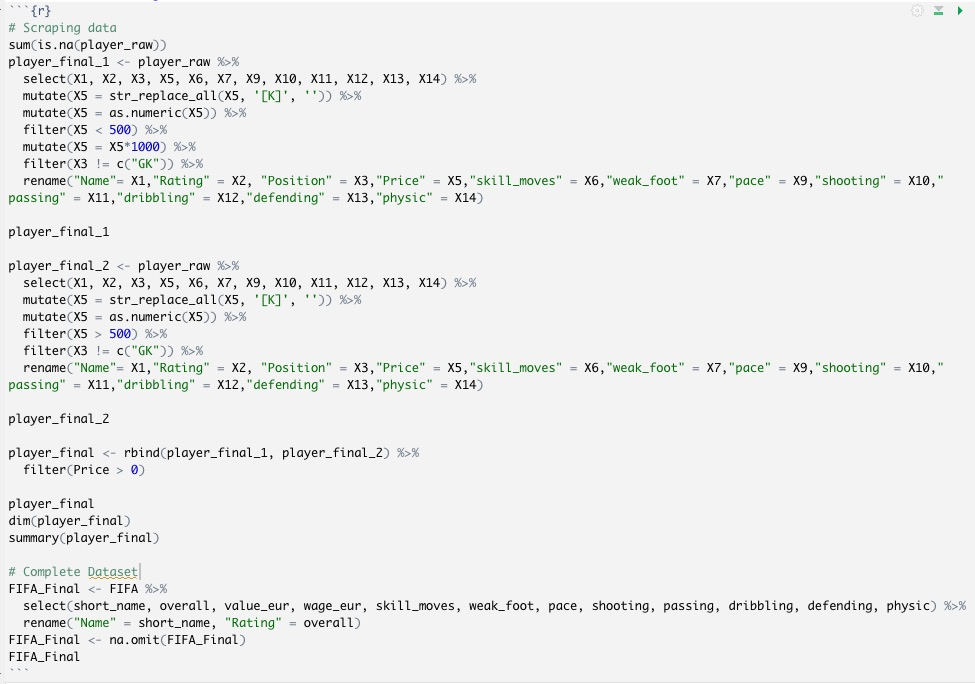 ```{r}
# Scraping data
sum(is.na(player_raw))
player_final_1 <- player_raw %>%
  select(X1, X2, X3, X5, X6, X7, X9, X10, X11, X12, X13, X14) %>%
  mutate(X5 = str_replace_all(X5, '[K]', '')) %>%
  mutate(X5 = as.numeric(X5)) %>%
  filter(X5 < 500) %>%
  mutate(X5 = X5*1000) %>%
  filter(X3 != c("GK")) %>%
  rename("Name"= X1,"Rating" = X2, "Position" = X3,"Price" = X5,"skill_moves" = X6,"weak_foot" = X7,"pace" = X9,"shooting" = X10,"
passing" = X11,"dribbling" = X12,"defending" = X13,"physic" = X14)

player_final_1

player_final_2 <- player_raw %>%
  select(X1, X2, X3, X5, X6, X7, X9, X10, X11, X12, X13, X14) %>%
  mutate(X5 = str_replace_all(X5, '[K]', '')) %>%
  mutate(X5 = as.numeric(X5)) %>%
  filter(X5 > 500) %>%
  filter(X3 != c("GK")) %>%
  rename("Name"= X1,"Rating" = X2, "Position" = X3,"Price" = X5,"skill_moves" = X6,"weak_foot" = X7,"pace" = X9,"shooting" = X10,"
passing" = X11,"dribbling" = X12,"defending" = X13,"physic" = X14)

player_final_2

player_final <- rbind(player_final_1, player_final_2) %>%
  filter(Price > 0)

player_final
dim(player_final)
summary(player_final)

# Complete Dataset
FIFA_Final <- FIFA %>%
  select(short_name, overall, value_eur, wage_eur, skill_moves, weak_foot, pace, shooting, passing, dribbling, defending, physic) %>%
  rename("Name" = short_name, "Rating" = overall)
FIFA_Final <- na.omit(FIFA_Final)
FIFA_Final
```